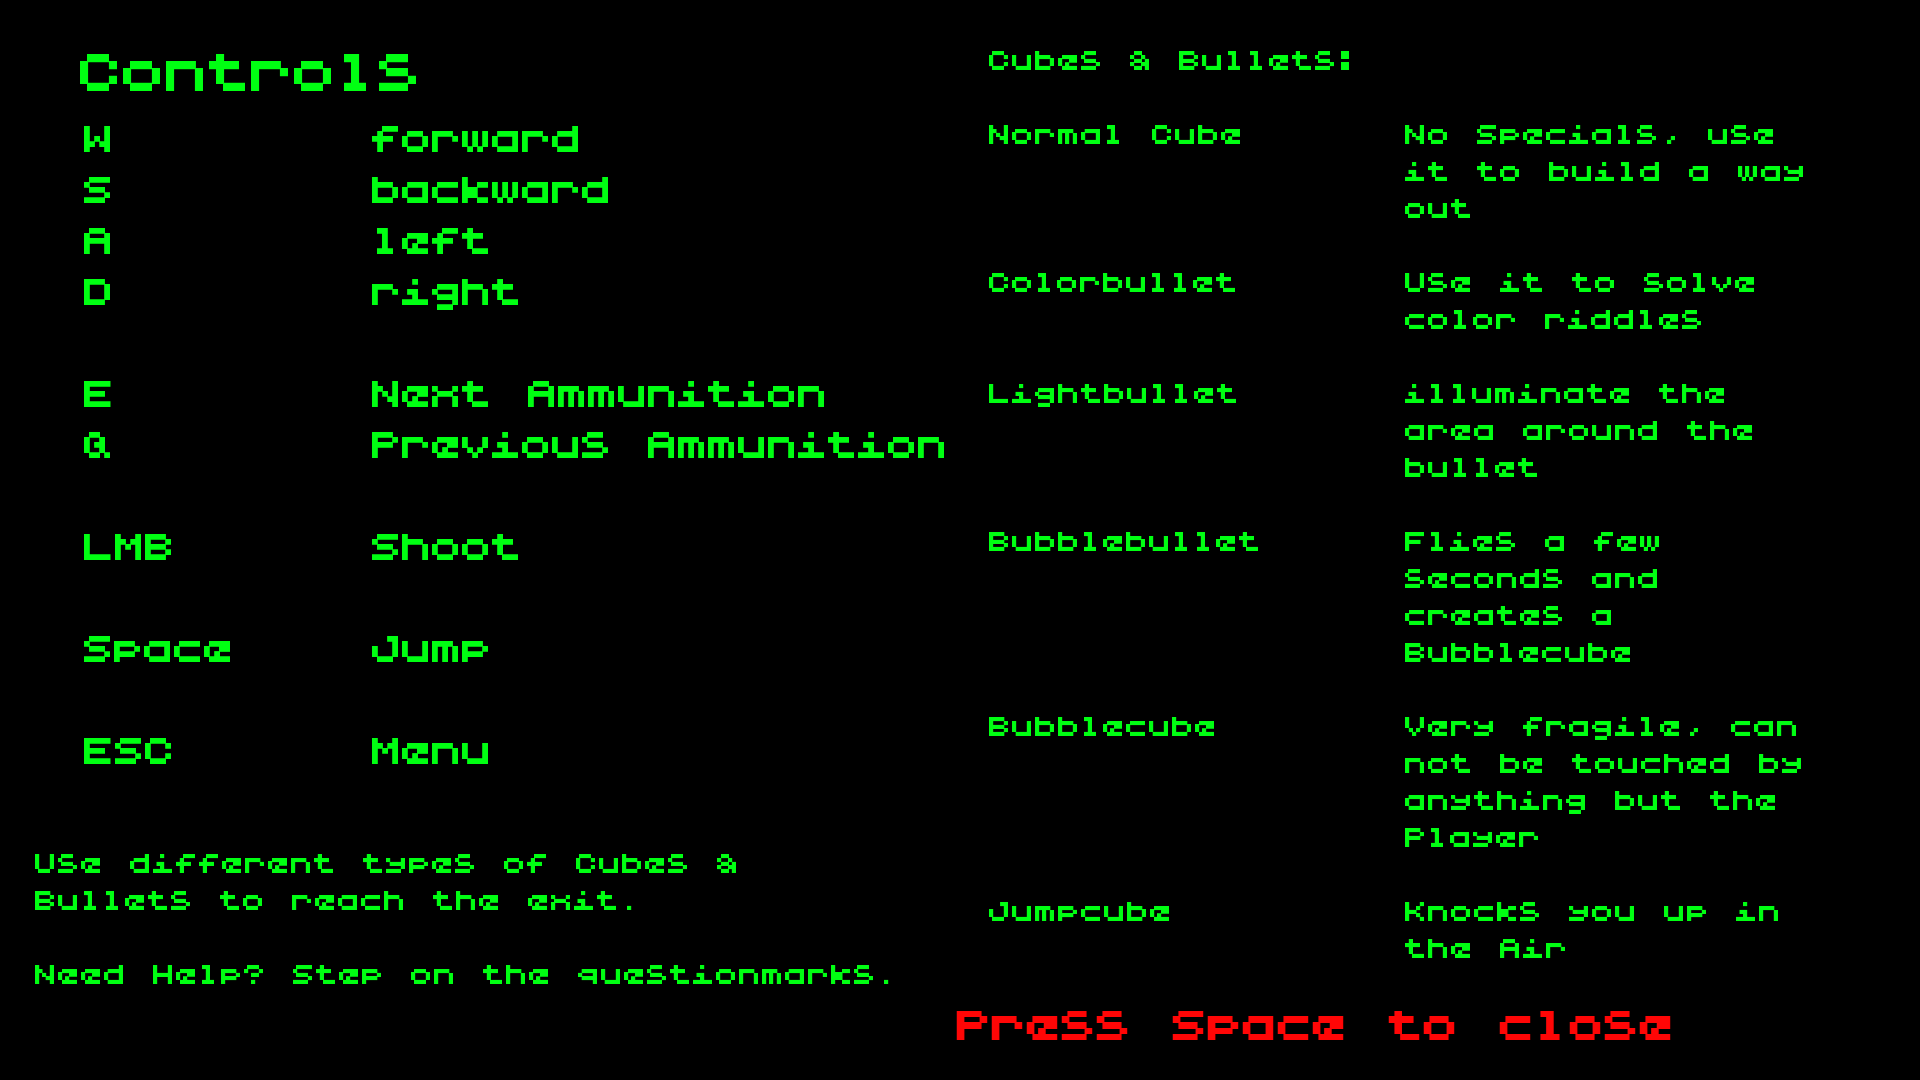 Controls
W forward
S backward
A left
D right
E Next Ammunition
Q Previous Ammunition
LMB Shoot
Space Jump
ESC Menu
Use different types of Cubes &
Bullets to reach the exit.
Need Help? Step on the questionmarks.
Cubes & Bullets:
Normal Cube No Specials, use
it to build a way
out
Colorbullet Use it to solve
color riddles
Lightbullet illuminate the
area around the
bullet
Bubblebullet Flies a few
Seconds and
creates a
Bubblecube
Bubblecube Very fragile, can
not be touched by
anything but the
Player
Jumpcube Knocks you up in
the Air
Press Space to close